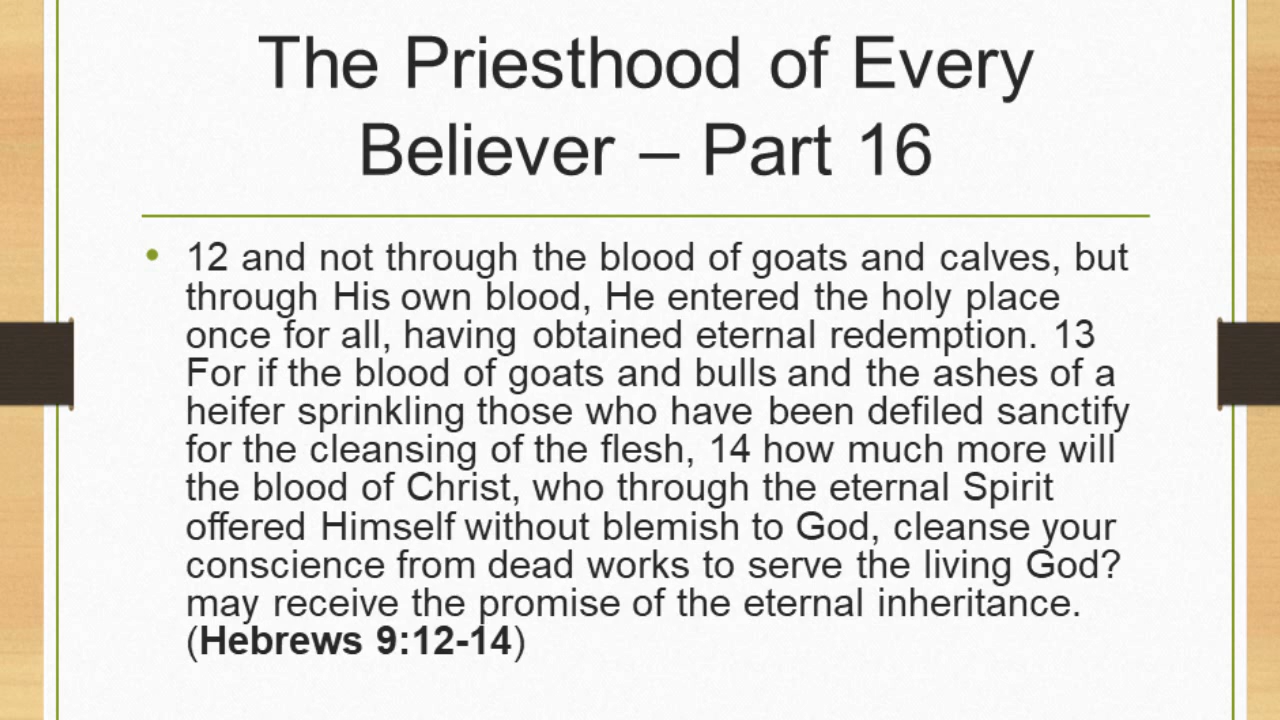 The Priesthood of Every
Believer – Part 16
• 12 and not through the blood of goats and calves, but
through His own blood, He entered the holy place
once for all, having obtained eternal redemption. 13
For if the blood of goats and bulls and the ashes of a
heifer sprinkling those who have been defiled sanctify
for the cleansing of the flesh, 14 how much more will
the blood of Christ, who through the eternal Spirit
offered Himself without blemish to God, cleanse your
conscience from dead works to serve the living God?
may receive the promise of the eternal inheritance.
(Hebrews 9:12-14)